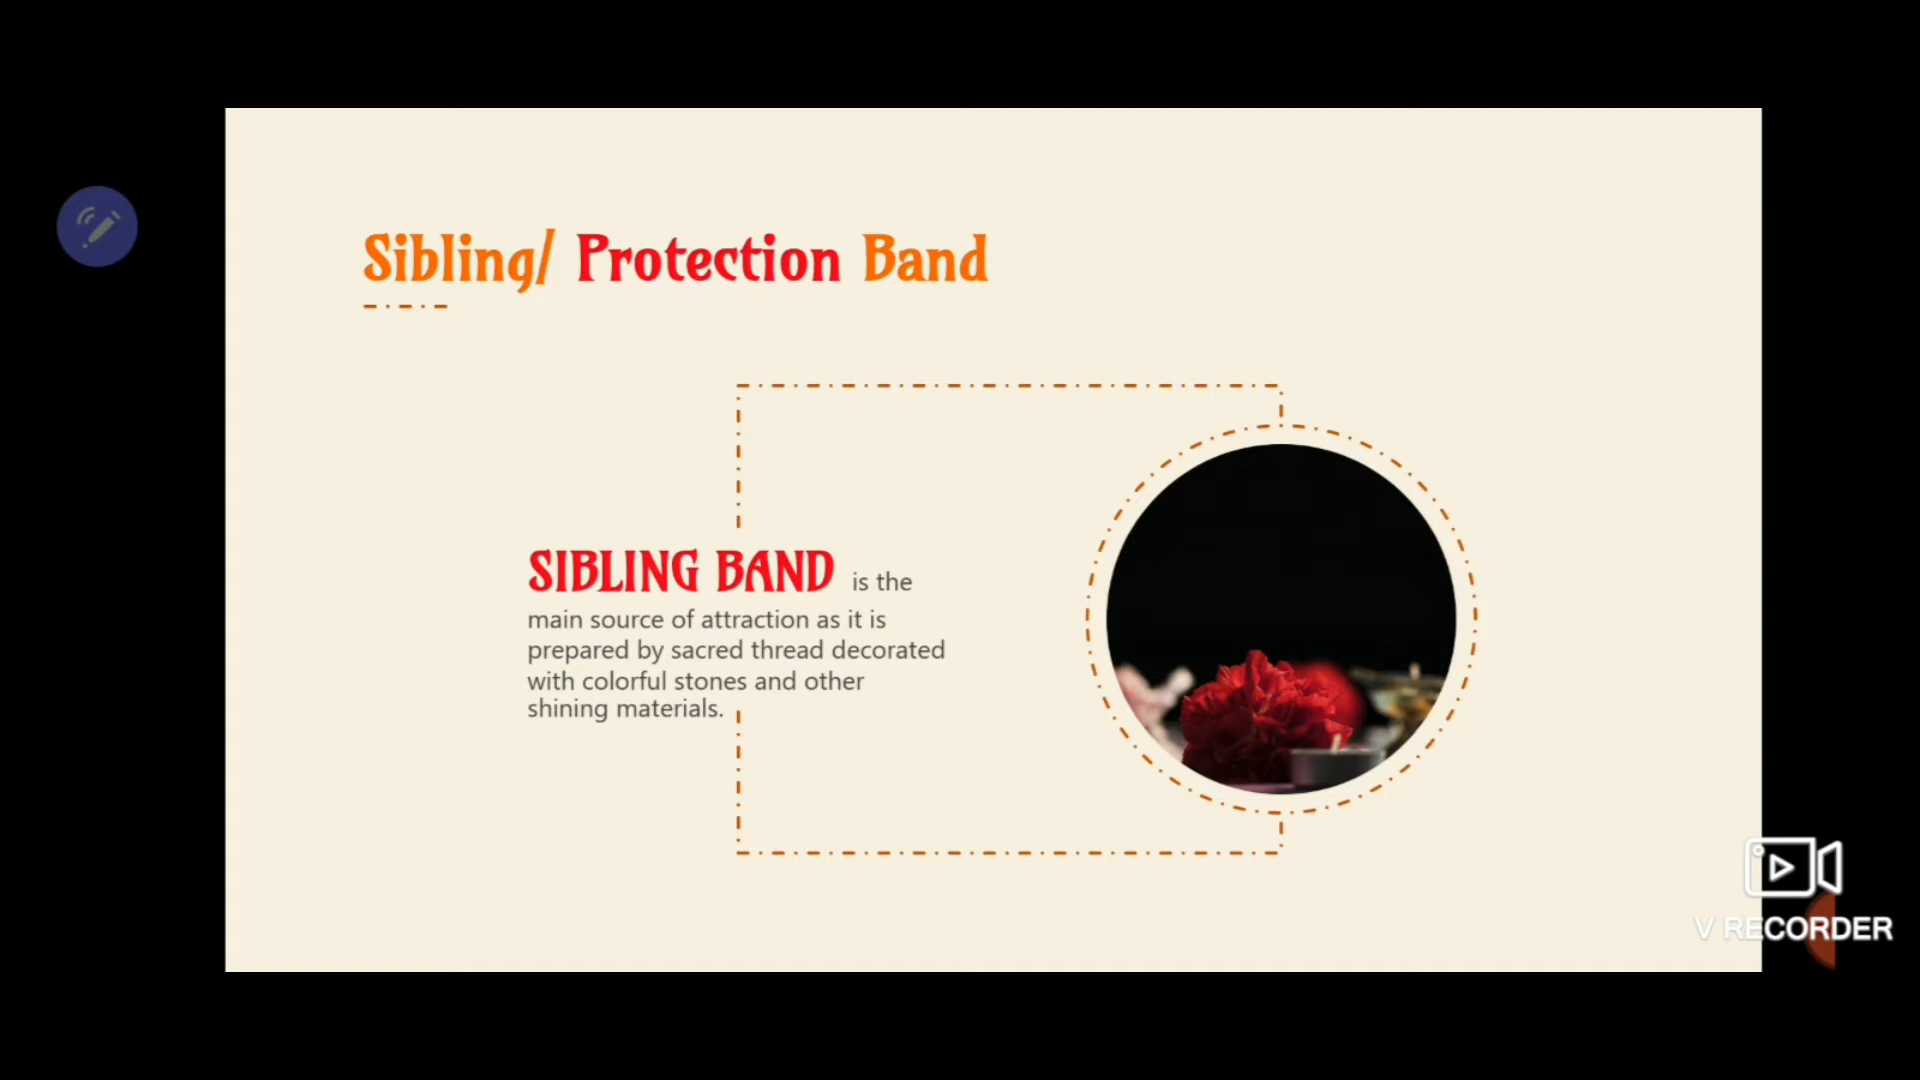 Sibling/ Protection Band
SIBLING BAND is the
main source of attraction as it is
prepared by sacred thread decorated
with colorful stones and other
shining materials.
V RECORDER